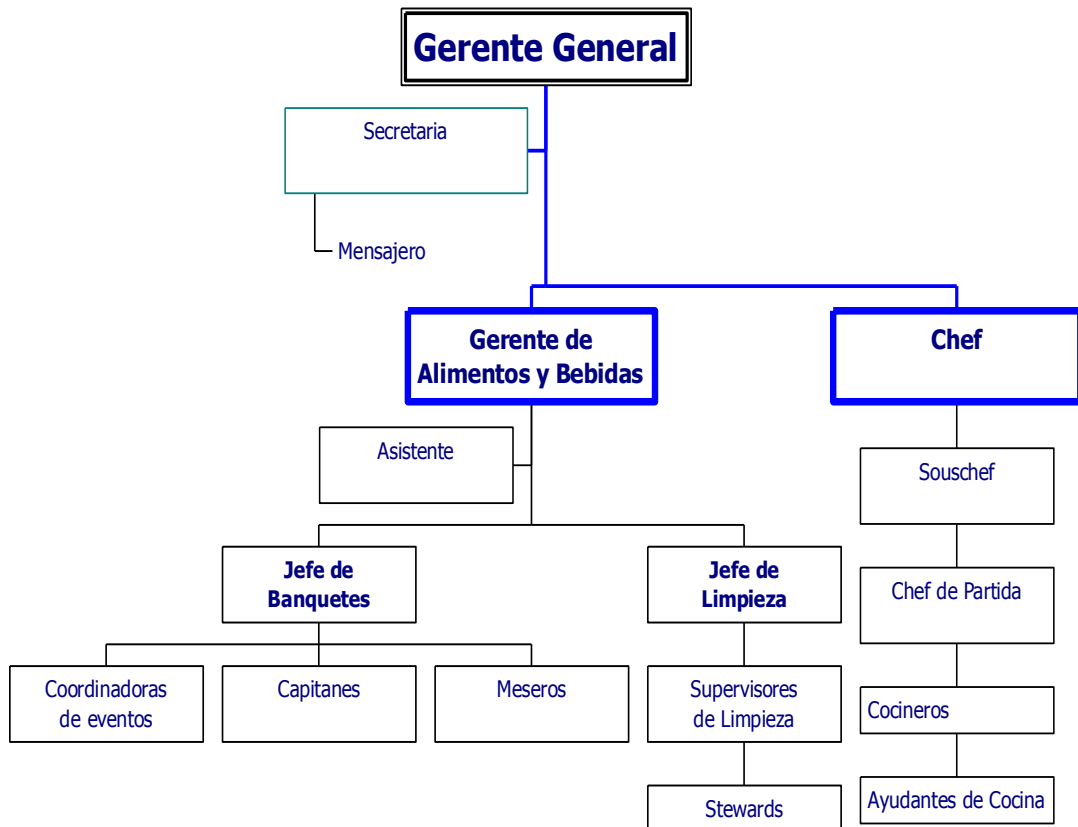 Gerente General
Secretaria
Mensajero
Gerente de
Alimentos y Bebidas
Chef
Asistente
Souschef
Jefe de
Banquetes
Jefe de
Limpieza
Chef de Partida
Coordinadoras
de eventos
Capitanes
Meseros
Supervisores
de Limpieza
Cocineros
Stewards
Ayudantes de Cocina